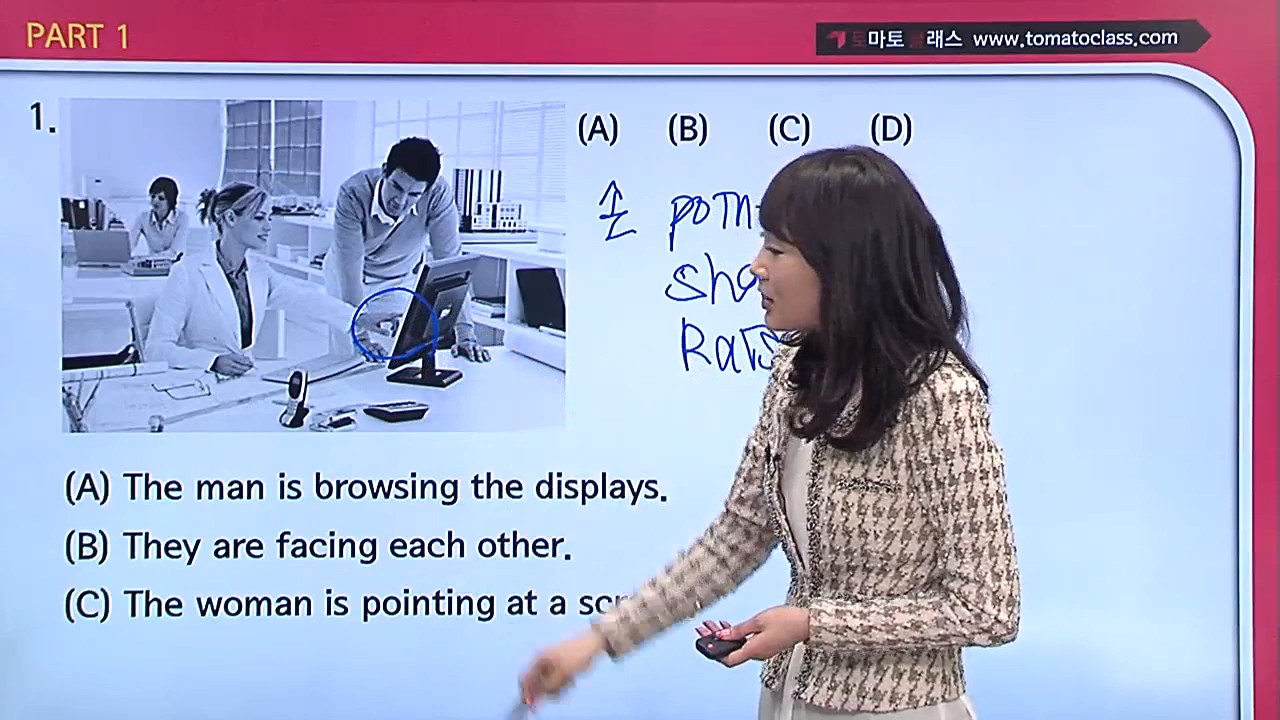 PART 1
토마토클래스 www.tomatoclass.com
1.
(A) (B) (C) (D)
손
(A) The man is browsing the displays.
(B) They are facing each other.
(C) The woman is pointing at a